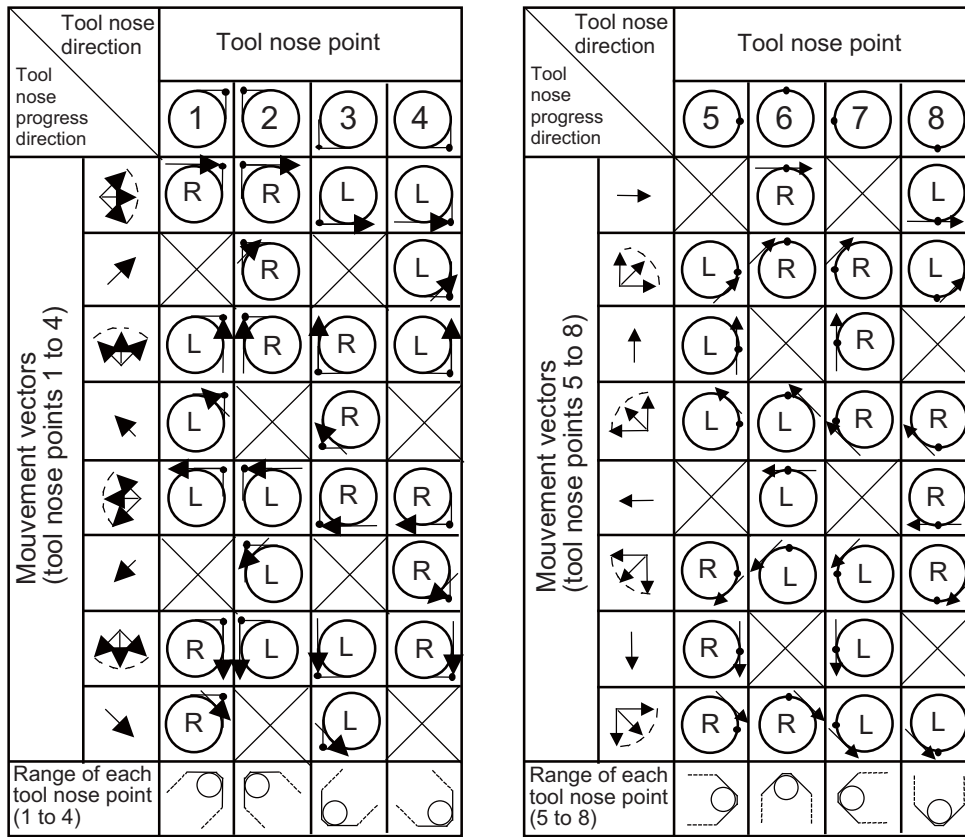 Tool nose
direction
Tool
nose
progress
direction
Tool nose point
1 2 3 4
Mouvement vectors
(tool nose points 1 to 4)
R R L L
R L
L R R L
L R
L L R R
L R
R L L R
R L
Range of each
tool nose point
(1 to 4)
Tool nose
direction
Tool
nose
progress
direction
Tool nose point
5 6 7 8
Mouvement vectors
(tool nose points 5 to 8)
R L
L R R L
L R
L L R R
L R
R L L R
R L
R R L L
Range of each
tool nose point
(5 to 8)